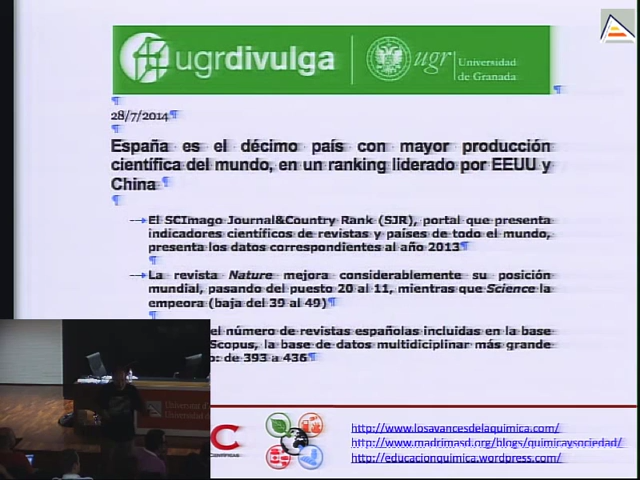 ugrdivulga
ugr
Universidad
de Granada
28/7/2014
España es el décimo país con mayor producción
científica del mundo, en un ranking liderado por EEUU y
China
El SCImago Journal&Country Rank (SJR), portal que presenta
indicadores científicos de revistas y países de todo el mundo,
presenta los datos correspondientes al año 2013
La revista Nature mejora considerablemente su posición
mundial, pasando del puesto 20 al 11, mientras que Science la
empeora (baja del 39 al 49)
el número de revistas españolas incluidas en la base
Scopus, la base de datos multidiciplinar más grande
: de 393 a 436
C
http://www.losavancesdelaquimica.com/
http://www.madrimasd.org/blogs/quimicaysociedad/
http://educacionquimica.wordpress.com/